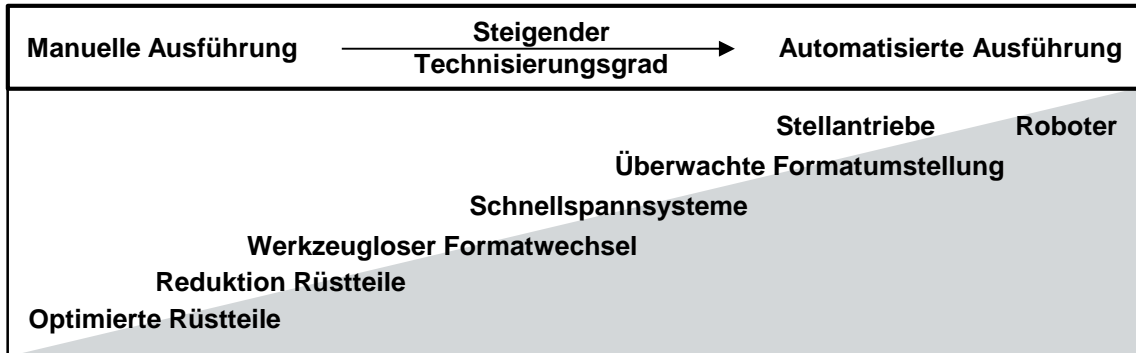 Manuelle Ausführung
Steigender
Technisierungsgrad
Automatisierte Ausführung
Stellantriebe Roboter
Überwachte Formatumstellung
Schnellspannsysteme
Werkzeugloser Formatwechsel
Reduktion Rüstteile
Optimierte Rüstteile